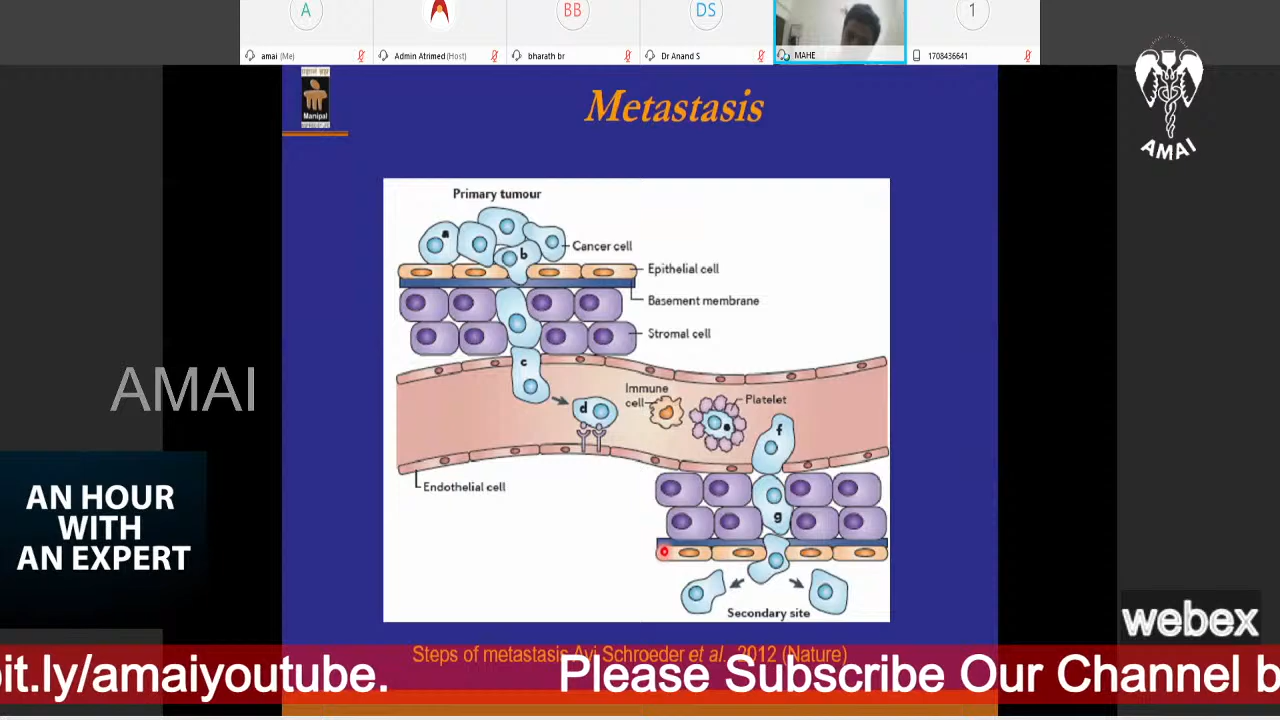 A
BB
DS
1
amai (Me)
Admin Atrimed (Host)
bharath br
Dr Anand S
MAHE
1708436641
Manipal
Metastasis
AMAI
Primary tumour
a
b
Cancer cell
Epithelial cell
Basement membrane
Stromal cell
c
d
Immune
cell
e
Platelet
f
g
Endothelial cell
Secondary site
AMAI
AN HOUR
WITH
AN EXPERT
webex
Steps of metastasis Avi Schroeder et al., 2012 (Nature)
bit.ly/amaiyoutube. Please Subscribe Our Channel b